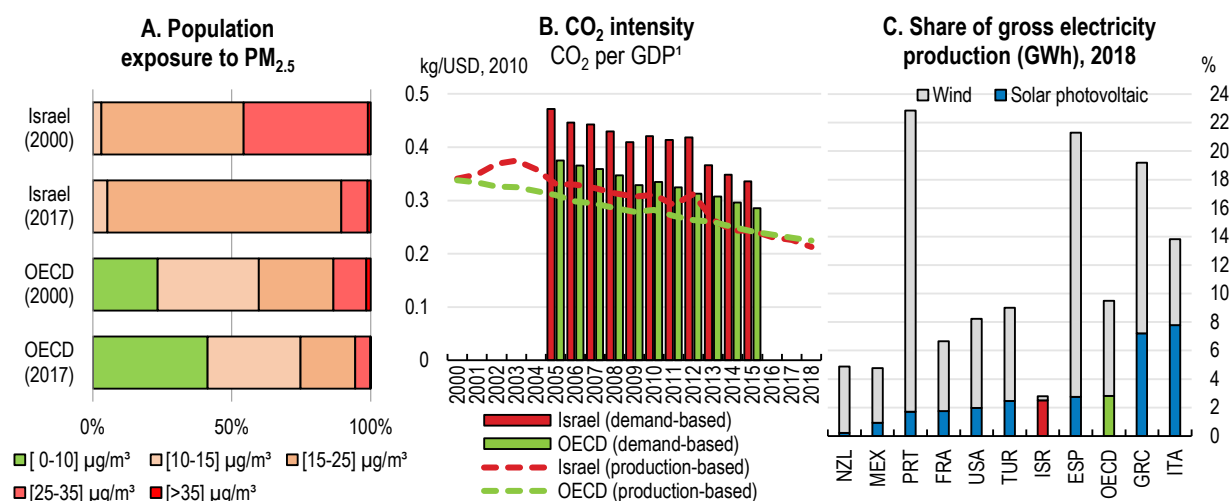 A. Population
exposure to PM2.5
Israel
(2000)
Israel
(2017)
OECD
(2000)
OECD
(2017)
0%
50%
100%
[ 0-10] µg/m³
[10-15] µg/m³
[15-25] µg/m³
[25-35] µg/m³
[>35] µg/m³
B. CO2 intensity
CO2 per GDP¹
kg/USD, 2010
0.5
0.4
0.3
0.2
0.1
0
2000
2001
2002
2003
2004
2005
2006
2007
2008
2009
2010
2011
2012
2013
2014
2015
2016
2017
2018
Israel (demand-based)
OECD (demand-based)
Israel (production-based)
OECD (production-based)
C. Share of gross electricity
production (GWh), 2018
%
Wind
Solar photovoltaic
24
22
20
18
16
14
12
10
8
6
4
2
0
NZL
MEX
PRT
FRA
USA
TUR
ISR
ESP
OECD
GRC
ITA